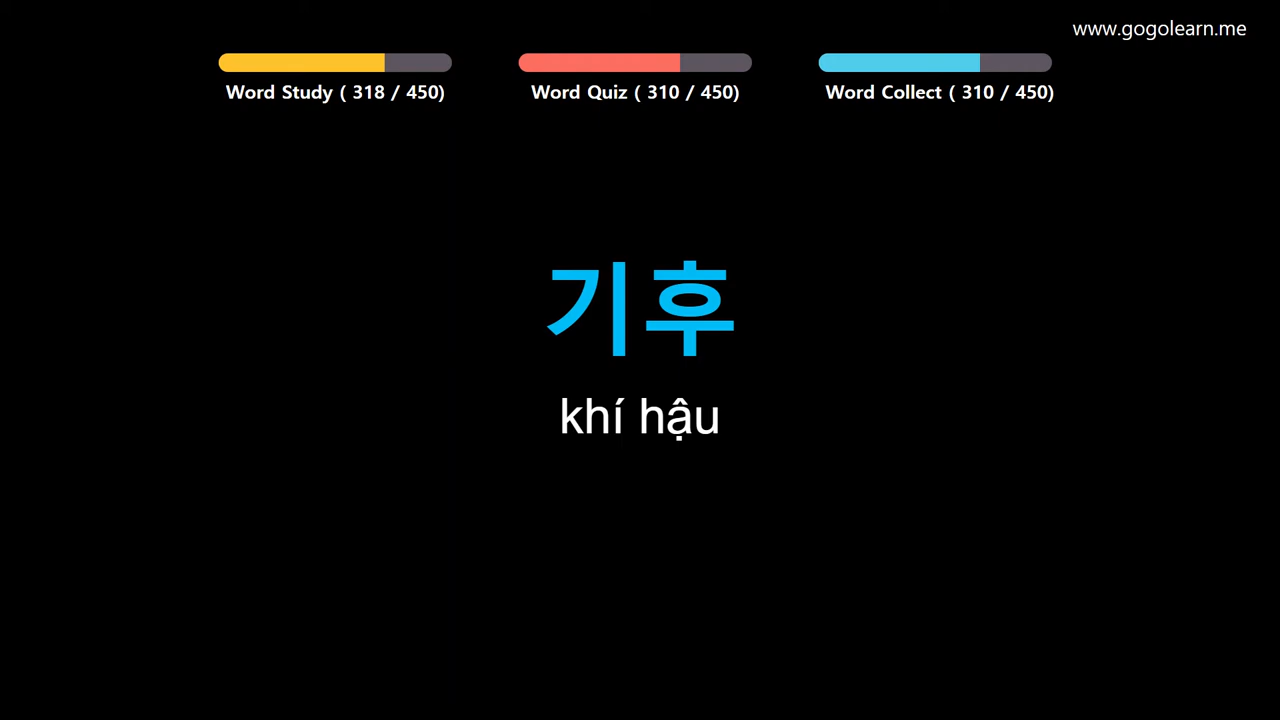 www.gogolearn.me
Word Study ( 318 / 450)
Word Quiz ( 310 / 450)
Word Collect ( 310 / 450)
기후
khí hậu